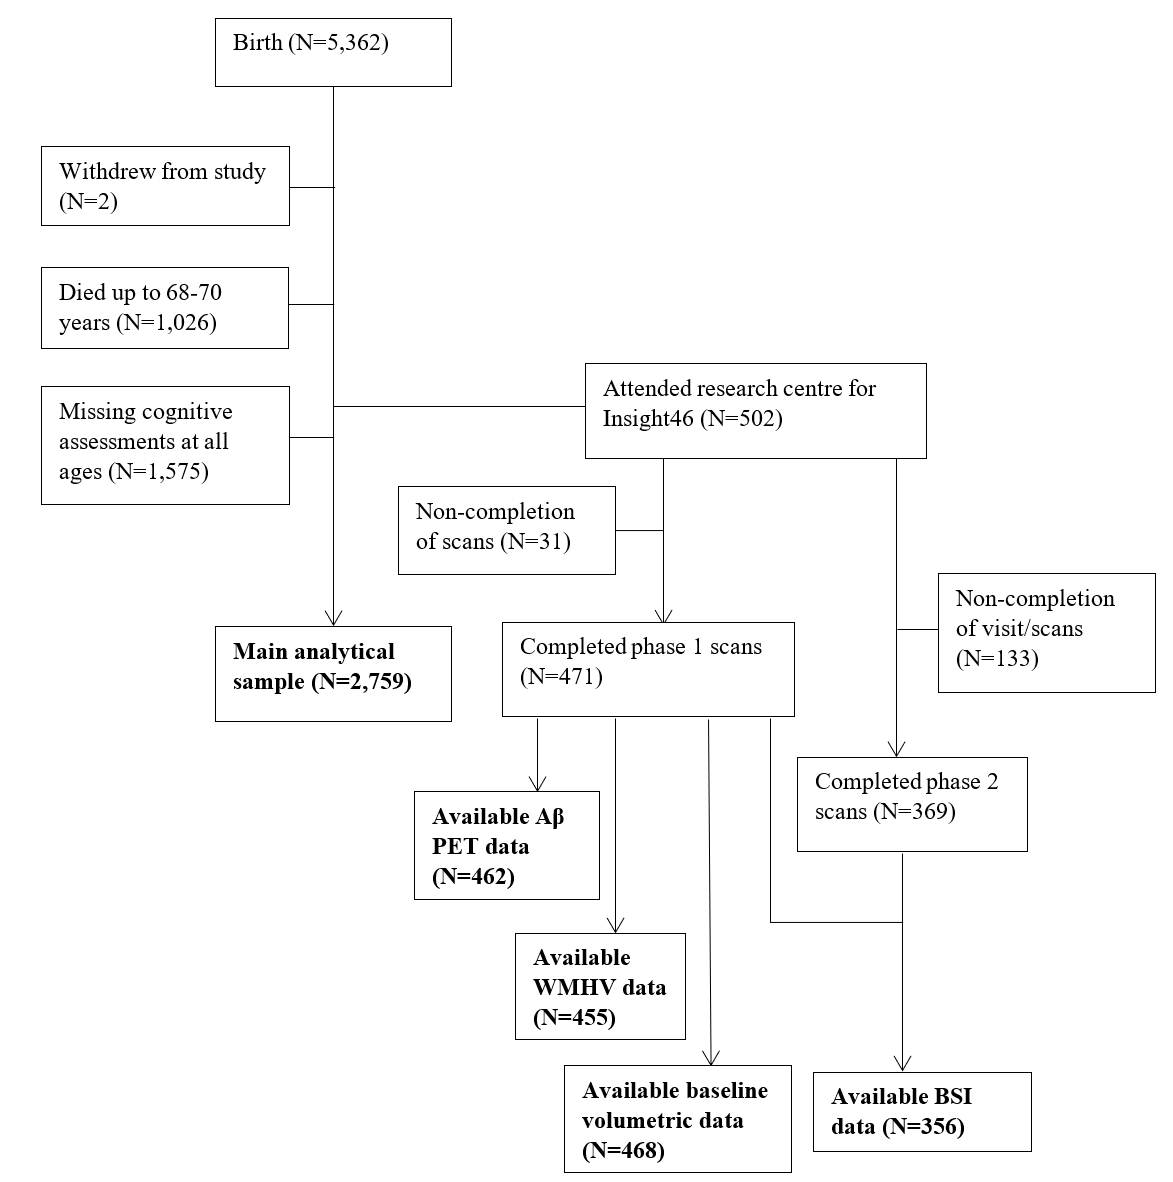 Birth (N=5,362)
Withdrew from study
(N=2)
Died up to 68-70
years (N=1,026)
Missing cognitive
assessments at all
ages (N=1,575)
Attended research centre for
Insight46 (N=502)
Non-completion
of scans (N=31)
Non-completion
of visit/scans
(N=133)
Main analytical
sample (N=2,759)
Completed phase 1 scans
(N=471)
Completed phase 2
scans (N=369)
Available Aβ
PET data
(N=462)
Available
WMHV data
(N=455)
Available baseline
volumetric data
(N=468)
Available BSI
data (N=356)